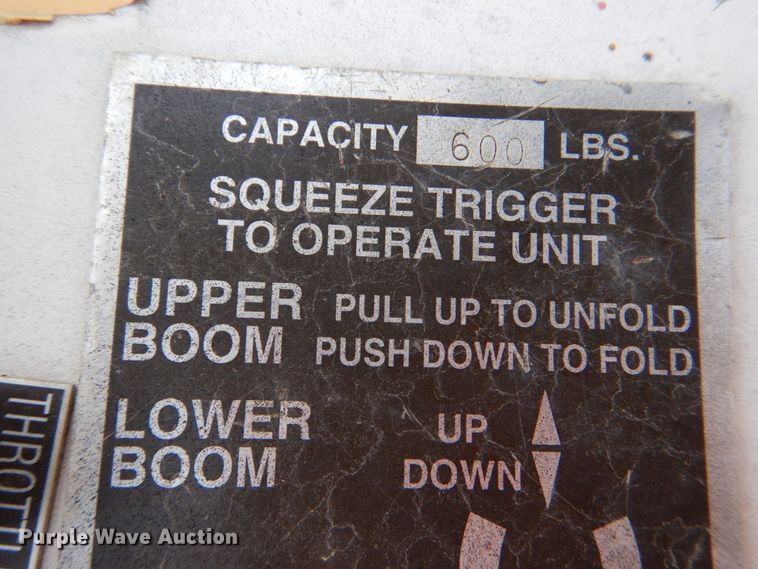 CAPACITY 600 LBS.
SQUEEZE TRIGGER
TO OPERATE UNIT
UPPER BOOM
PULL UP TO UNFOLD
PUSH DOWN TO FOLD
LOWER BOOM
UP
DOWN
Purple Wave Auction